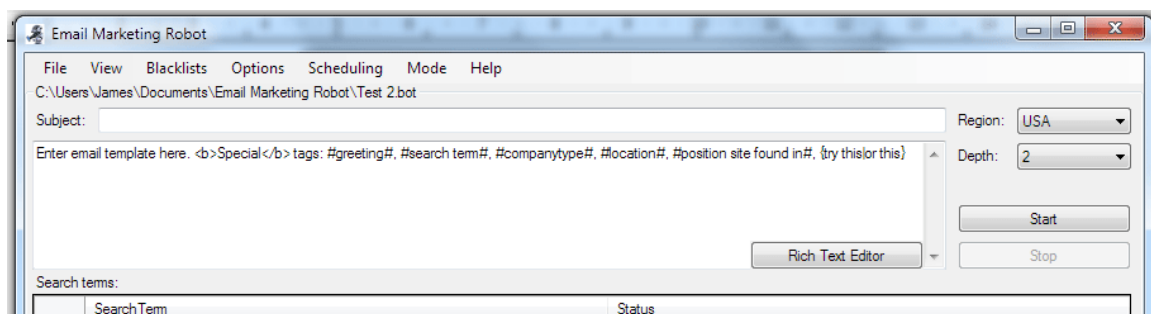 Email Marketing Robot
File View Blacklists Options Scheduling Mode Help
C:\Users\James\Documents\Email Marketing Robot\Test 2.bot
Subject: Region: USA
Enter email template here. <b>Special</b> tags: #greeting#, #search term#, #companytype#, #location#, #position site found in#, {try this|or this} Depth: 2
Start
Rich Text Editor Stop
Search terms:
SearchTerm Status